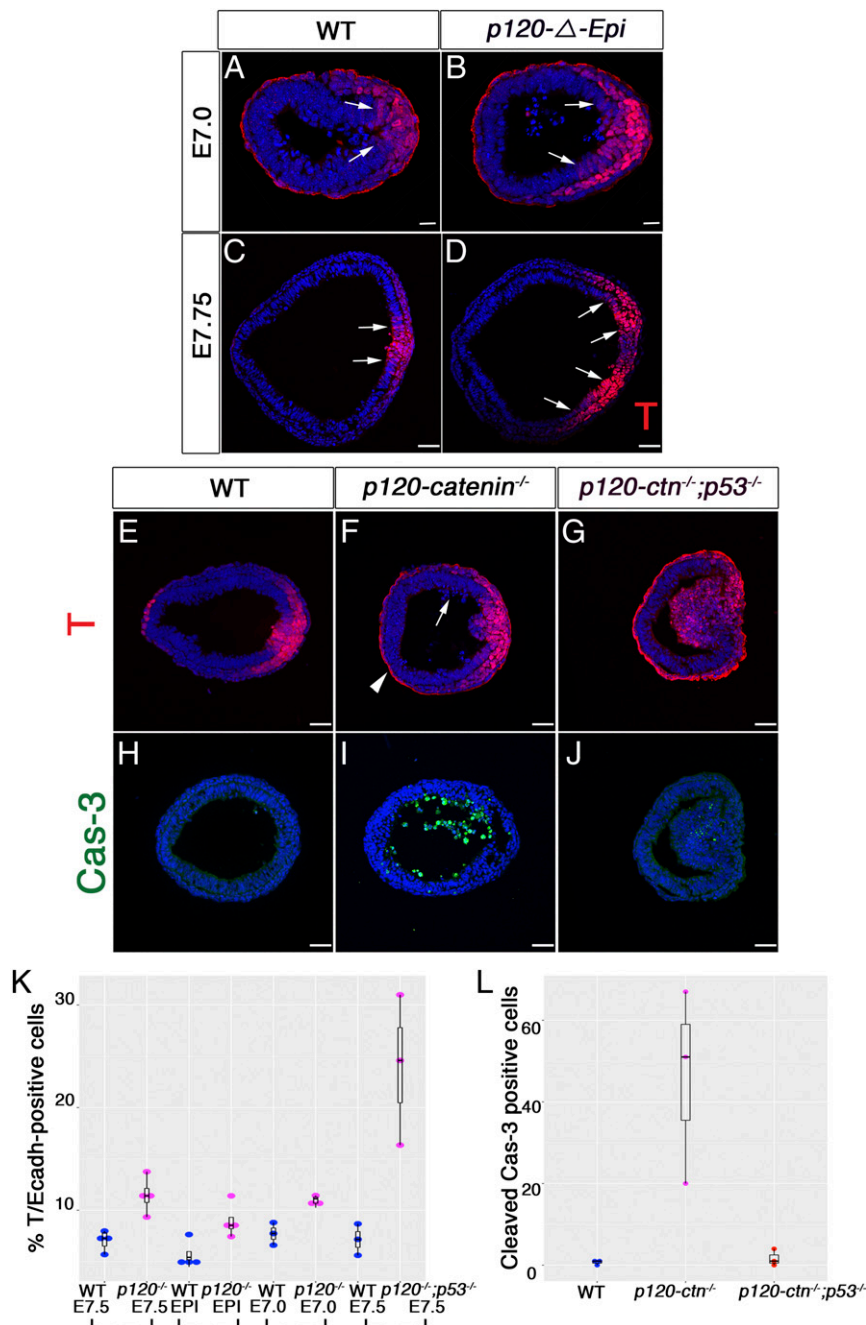 WT
p120-△-Epi
E7.0
A
B
E7.75
C
D
T
WT
p120-catenin-/-
p120-ctn-/-;p53-/-
T
E
F
G
Cas-3
H
I
J
K
% T/Ecadh-positive cells
30
20
10
WT p120-/- WT p120-/- WT p120-/- WT p120-/-;p53-/-
E7.5 E7.5 EPI EPI E7.0 E7.0 E7.5 E7.5
L
Cleaved Cas-3 positive cells
60
40
20
0
WT p120-ctn-/- p120-ctn-/-;p53-/-